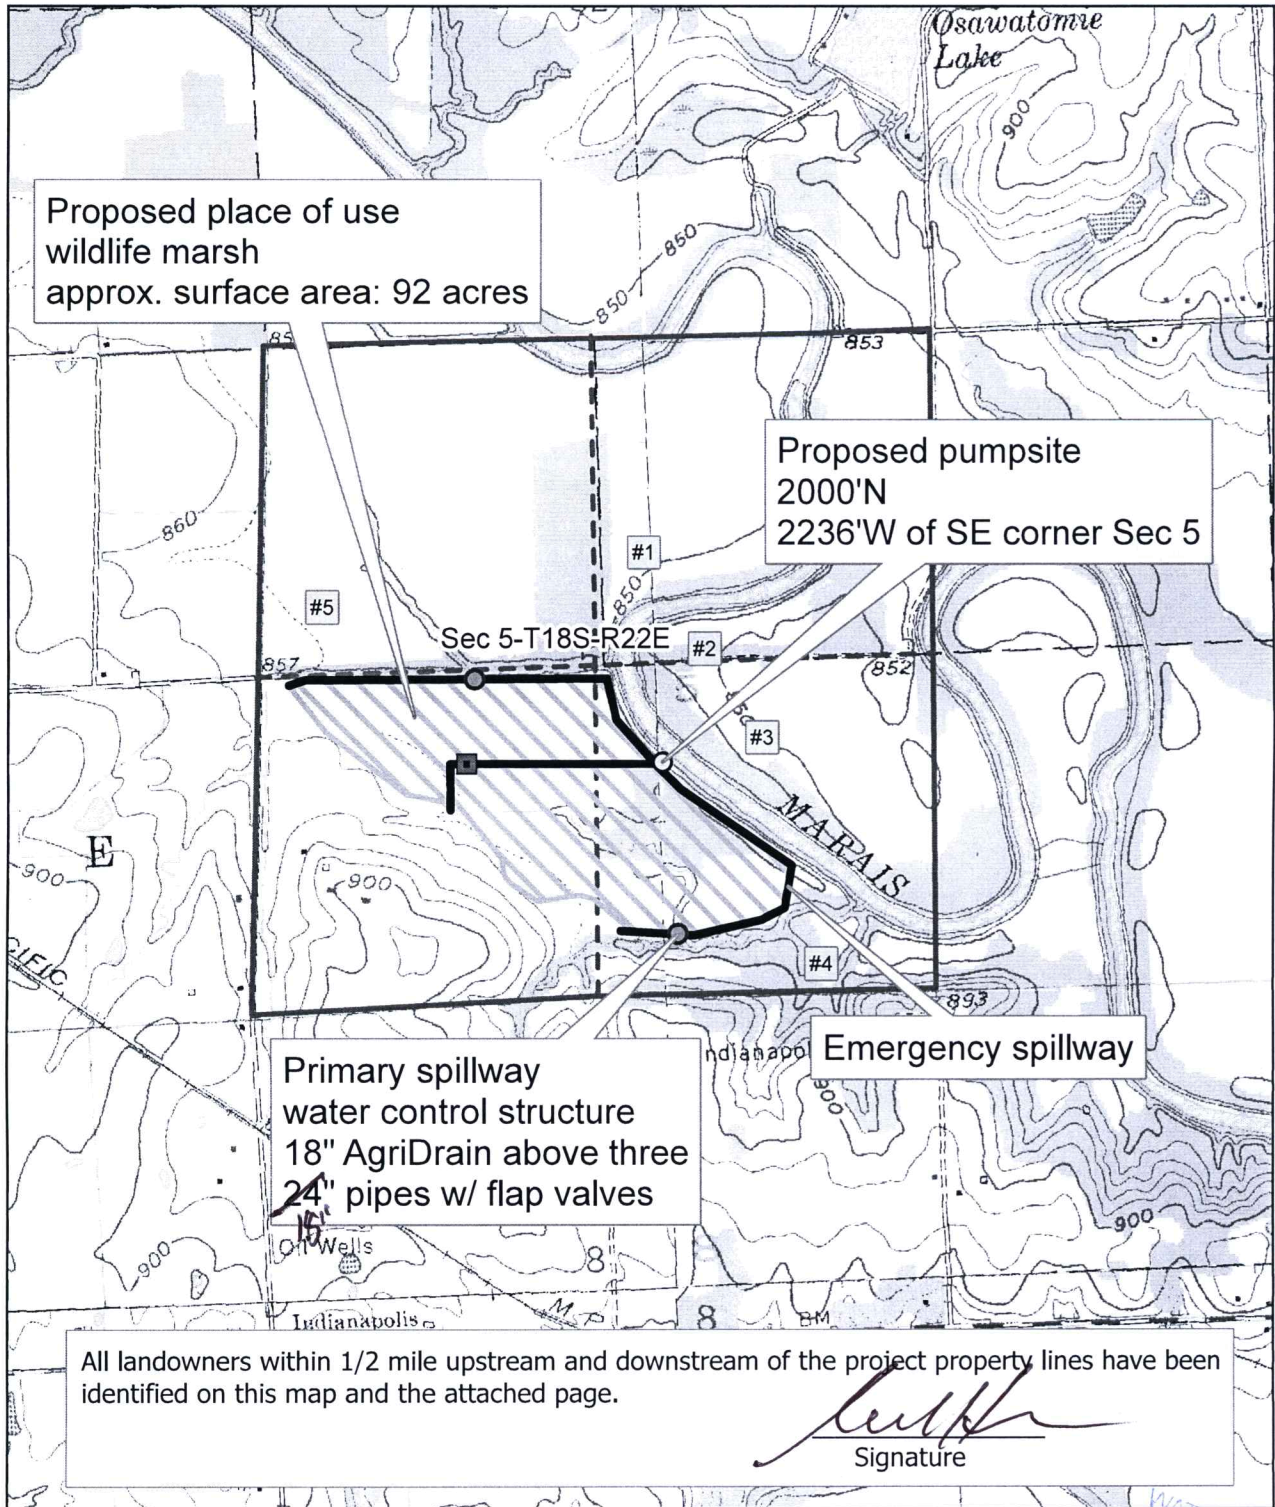 Osawatomie
Lake
900
Proposed place of use
wildlife marsh
approx. surface area: 92 acres
850
850
853
Proposed pumpsite
2000'N
2236'W of SE corner Sec 5
860
#1
850
#5
Sec 5-T18S-R22E
#2
857
852
#3
MARAIS
E
900
900
CIFIC
#4
893
Primary spillway
water control structure
18" AgriDrain above three
24" pipes w/ flap valves
18"
Emergency spillway
900
Oil Wells
900
900
8
M
8
BM
Indianapolis
All landowners within 1/2 mile upstream and downstream of the project property lines have been
identified on this map and the attached page.
Signature